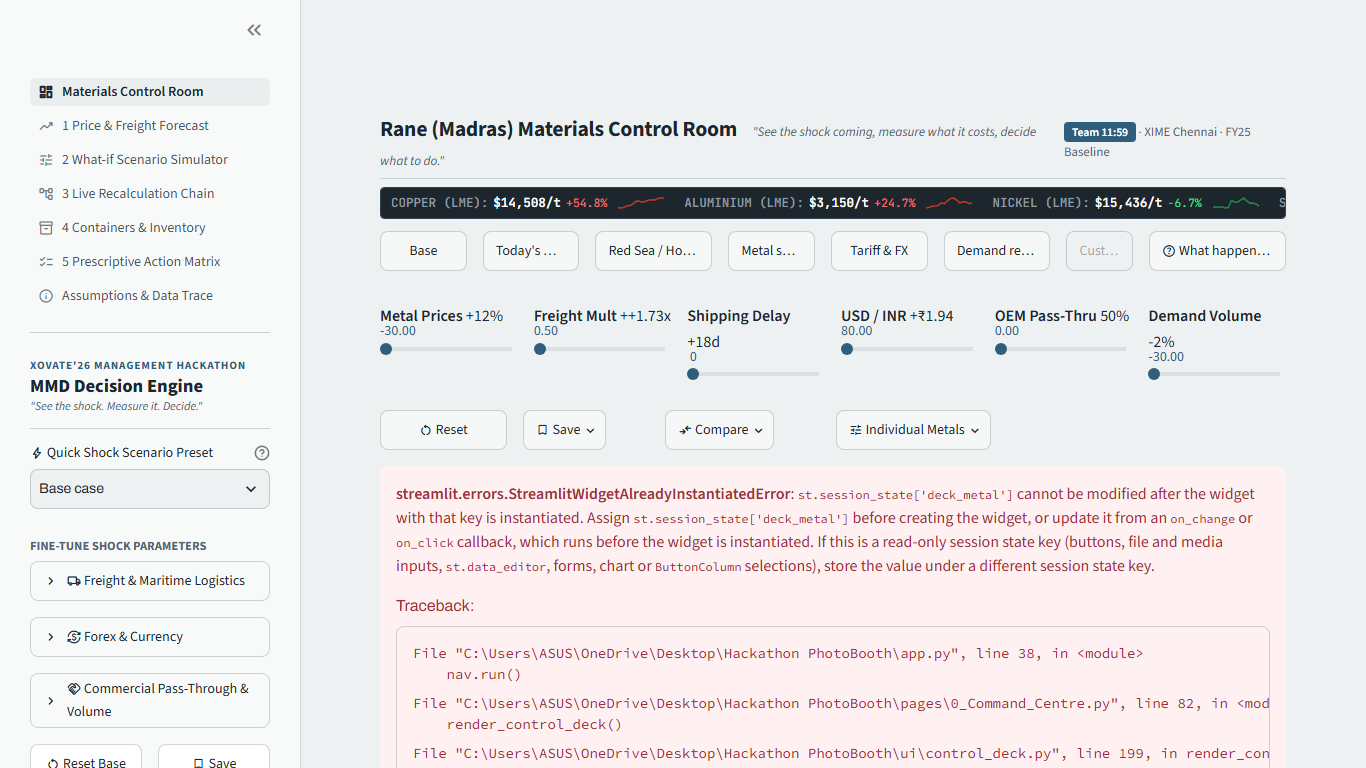 Materials Control Room
1 Price & Freight Forecast
2 What-if Scenario Simulator
3 Live Recalculation Chain
4 Containers & Inventory
5 Prescriptive Action Matrix
Assumptions & Data Trace
XOVATE'26 MANAGEMENT HACKATHON
MMD Decision Engine
"See the shock. Measure it. Decide."
Quick Shock Scenario Preset
Base case
FINE-TUNE SHOCK PARAMETERS
Freight & Maritime Logistics
Forex & Currency
Commercial Pass-Through &
Volume
Reset Base Save
Rane (Madras) Materials Control Room "See the shock coming, measure what it costs, decide
what to do."
Team 11:59 · XIME Chennai · FY25
Baseline
COPPER (LME): $14,508/t +54.8% ALUMINIUM (LME): $3,150/t +24.7% NICKEL (LME): $15,436/t -6.7% S
Base Today's ... Red Sea / Ho... Metal s... Tariff & FX Demand re... Cust... What happen...
Metal Prices +12% Freight Mult ++1.73x Shipping Delay USD / INR +₹1.94 OEM Pass-Thru 50% Demand Volume
-30.00 0.50 +18d 80.00 0.00 -2%
0 -30.00
Reset Save Compare Individual Metals
streamlit.errors.StreamlitWidgetAlreadyInstantiatedError: st.session_state['deck_metal'] cannot be modified after the widget
with that key is instantiated. Assign st.session_state['deck_metal'] before creating the widget, or update it from an on_change or
on_click callback, which runs before the widget is instantiated. If this is a read-only session state key (buttons, file and media
inputs, st.data_editor, forms, chart or ButtonColumn selections), store the value under a different session state key.
Traceback:
File "C:\Users\ASUS\OneDrive\Desktop\Hackathon PhotoBooth\app.py", line 38, in <module>
nav.run()
File "C:\Users\ASUS\OneDrive\Desktop\Hackathon PhotoBooth\pages\0_Command_Centre.py", line 82, in <mod
render_control_deck()
File "C:\Users\ASUS\OneDrive\Desktop\Hackathon PhotoBooth\ui\control_deck.py", line 199, in render_con